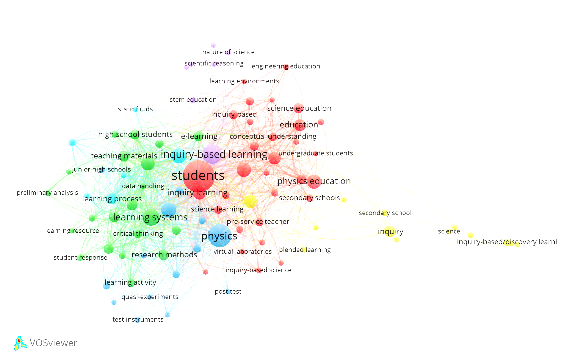 nature of science
scientific reasoning
engineering education
learning environments
stem education
science education
inquiry-based
education
high school students
e-learning
conceptual understanding
teaching materials
inquiry-based learning
undergraduate students
junior high schools
students
data handling
physics education
preliminary analysis
inquiry learning
learning process
secondary schools
science learning
secondary school
learning systems
pre-service teacher
learning resource
critical thinking
physics
inquiry
science
inquiry-based/discovery learni
student response
research methods
virtual laboratories
blended learning
inquiry-based science
learning activity
quasi-experiments
post test
test instruments
VOSviewer